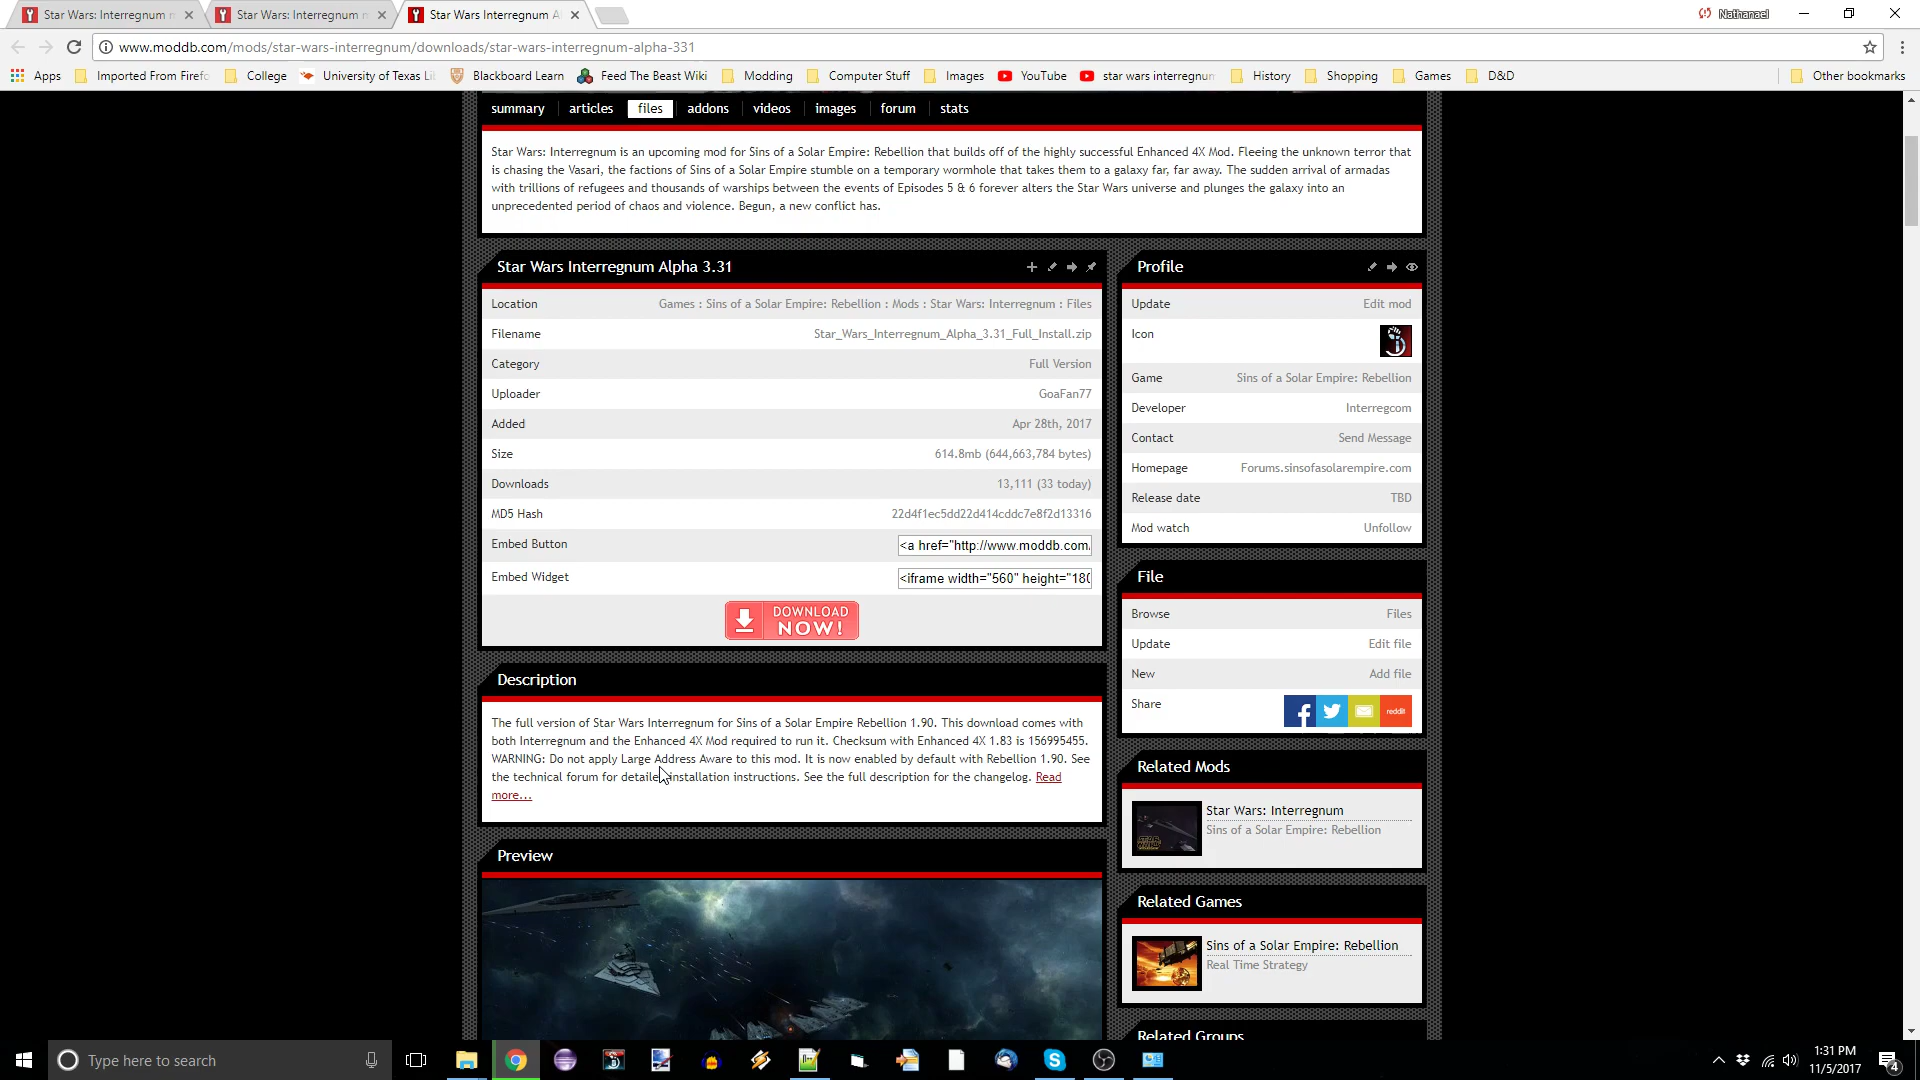 Star Wars: Interregnum m
Star Wars: Interregnum m
Star Wars Interregnum Al
Nathanael
www.moddb.com/mods/star-wars-interregnum/downloads/star-wars-interregnum-alpha-331
Apps
Imported From Firefo
College
University of Texas Li
Blackboard Learn
Feed The Beast Wiki
Modding
Computer Stuff
Images
YouTube
star wars interregnum
History
Shopping
Games
D&D
Other bookmarks
summary
articles
files
addons
videos
images
forum
stats
Star Wars: Interregnum is an upcoming mod for Sins of a Solar Empire: Rebellion that builds off of the highly successful Enhanced 4X Mod. Fleeing the unknown terror that
is chasing the Vasari, the factions of Sins of a Solar Empire stumble on a temporary wormhole that takes them to a galaxy far, far away. The sudden arrival of armadas
with trillions of refugees and thousands of warships between the events of Episodes 5 & 6 forever alters the Star Wars universe and plunges the galaxy into an
unprecedented period of chaos and violence. Begun, a new conflict has.
Star Wars Interregnum Alpha 3.31
Location
Games : Sins of a Solar Empire: Rebellion : Mods : Star Wars: Interregnum : Files
Filename
Star_Wars_Interregnum_Alpha_3.31_Full_Install.zip
Category
Full Version
Uploader
GoaFan77
Added
Apr 28th, 2017
Size
614.8mb (644,663,784 bytes)
Downloads
13,111 (33 today)
MD5 Hash
22d4f1ec5dd22d414cddc7e8f2d13316
Embed Button
<a href="http://www.moddb.com/
Embed Widget
<iframe width="560" height="180
DOWNLOAD
NOW!
Description
The full version of Star Wars Interregnum for Sins of a Solar Empire Rebellion 1.90. This download comes with
both Interregnum and the Enhanced 4X Mod required to run it. Checksum with Enhanced 4X 1.83 is 156995455.
WARNING: Do not apply Large Address Aware to this mod. It is now enabled by default with Rebellion 1.90. See
the technical forum for detailed installation instructions. See the full description for the changelog. Read
more...
Preview
Profile
Update
Edit mod
Icon
Game
Sins of a Solar Empire: Rebellion
Developer
Interregcom
Contact
Send Message
Homepage
Forums.sinsofasolarempire.com
Release date
TBD
Mod watch
Unfollow
File
Browse
Files
Update
Edit file
New
Add file
Share
reddit
Related Mods
Star Wars: Interregnum
Sins of a Solar Empire: Rebellion
Related Games
Sins of a Solar Empire: Rebellion
Real Time Strategy
Related Groups
Type here to search
1:31 PM
11/5/2017
4